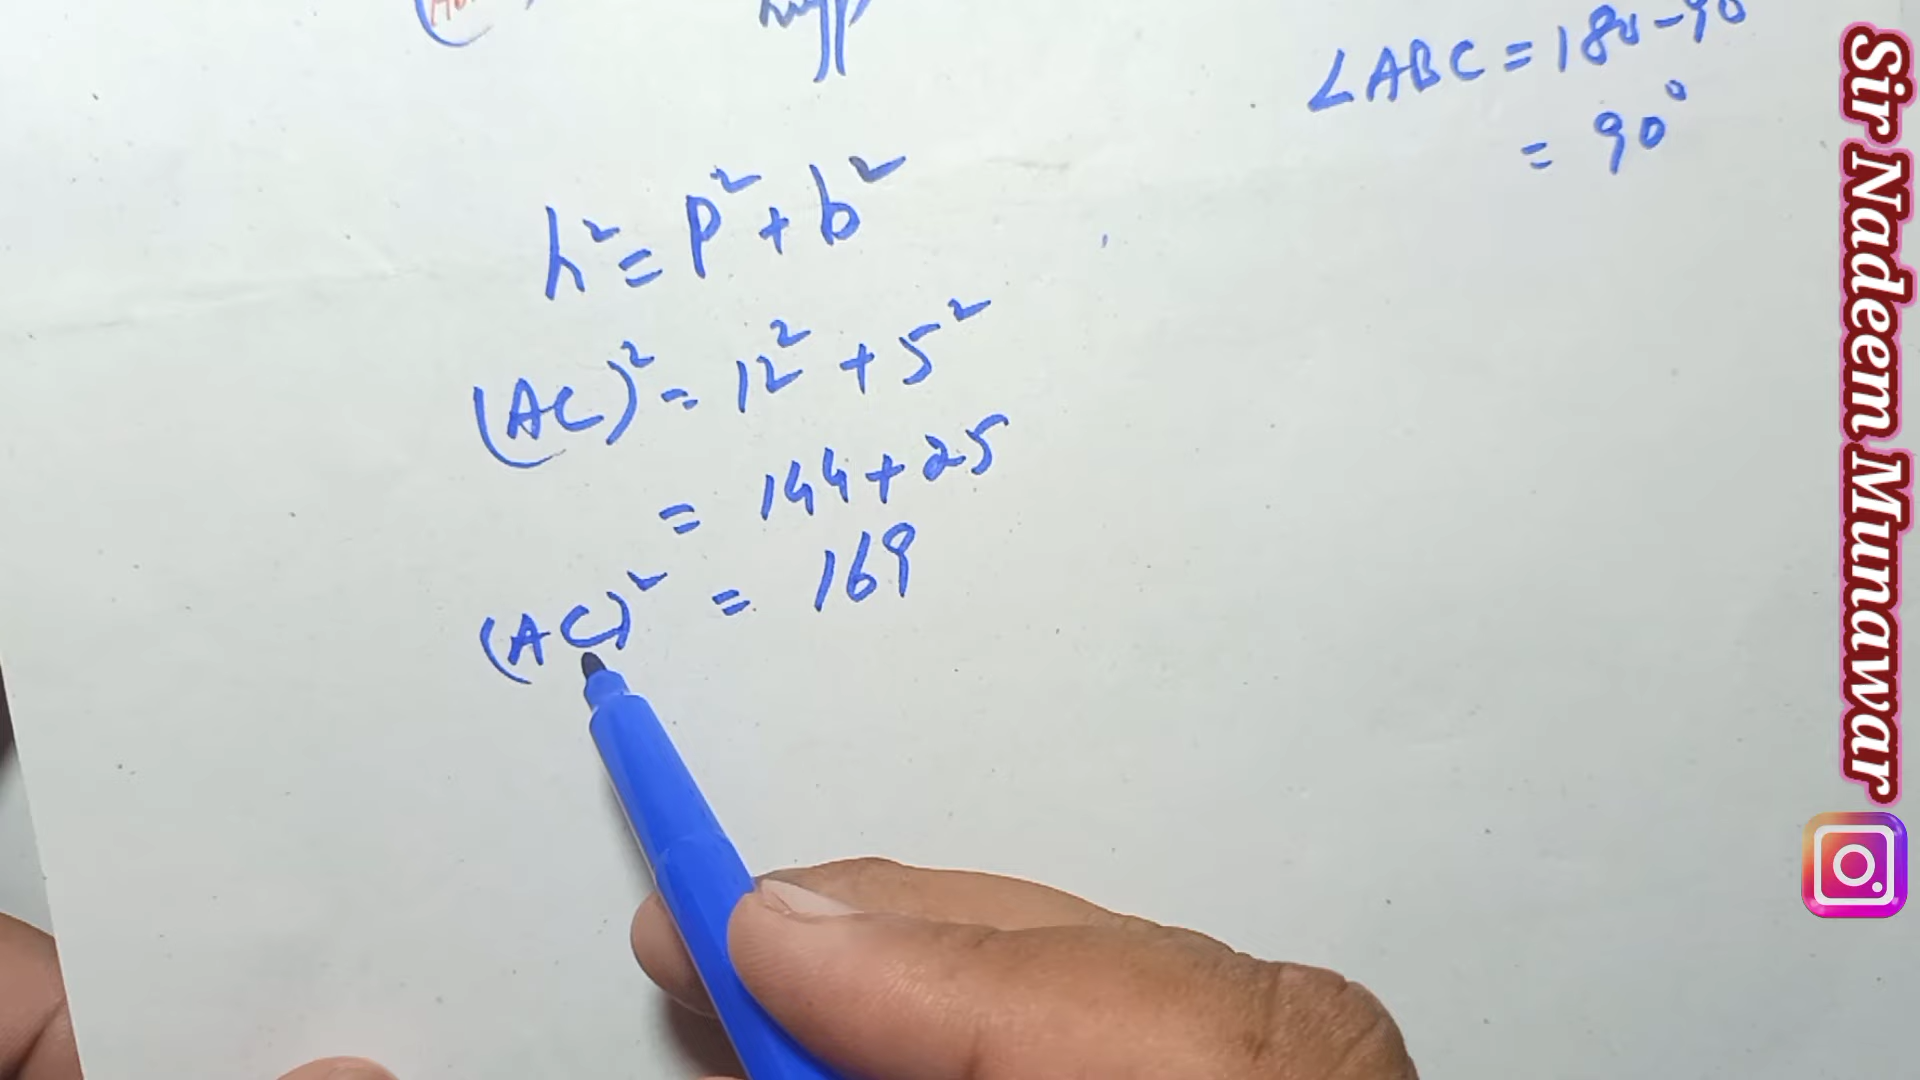 hyp
∠ABC = 180 - 90
= 90°
h² = p² + b²
(AC)² = 12² + 5²
= 144 + 25
(AC)² = 169
Sir Nadeem Munawar